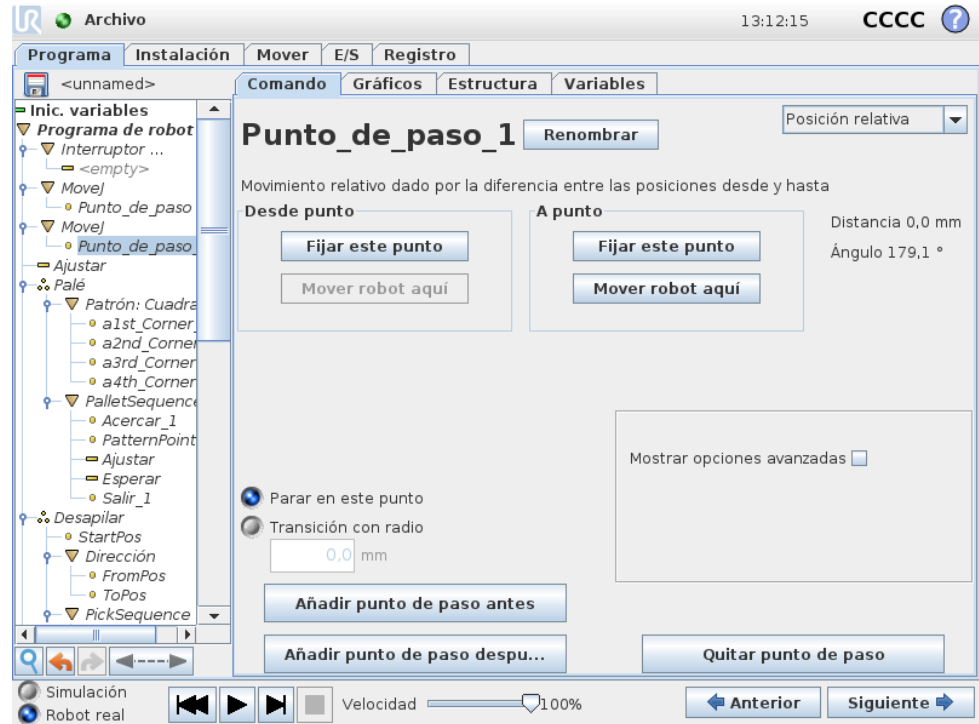 UR Archivo 13:12:15 CCCC ?
Programa Instalación Mover E/S Registro
<unnamed>
Comando Gráficos Estructura Variables
Inic. variables
Programa de robot
Interruptor ...
<empty>
MoveJ
Punto_de_paso
MoveJ
Punto_de_paso_
Ajustar
Palé
Patrón: Cuadra
a1st_Corner_
a2nd_Corner
a3rd_Corner
a4th_Corner
PalletSequence
Acercar_1
PatternPoint
Ajustar
Esperar
Salir_1
Desapilar
StartPos
Dirección
FromPos
ToPos
PickSequence
Punto_de_paso_1 Renombrar
Posición relativa
Movimiento relativo dado por la diferencia entre las posiciones desde y hasta
Desde punto
Fijar este punto
Mover robot aquí
A punto
Fijar este punto
Mover robot aquí
Distancia 0,0 mm
Ángulo 179,1 °
Mostrar opciones avanzadas
Parar en este punto
Transición con radio
0,0 mm
Añadir punto de paso antes
Añadir punto de paso despu...
Quitar punto de paso
Simulación
Robot real
Velocidad 100%
Anterior
Siguiente